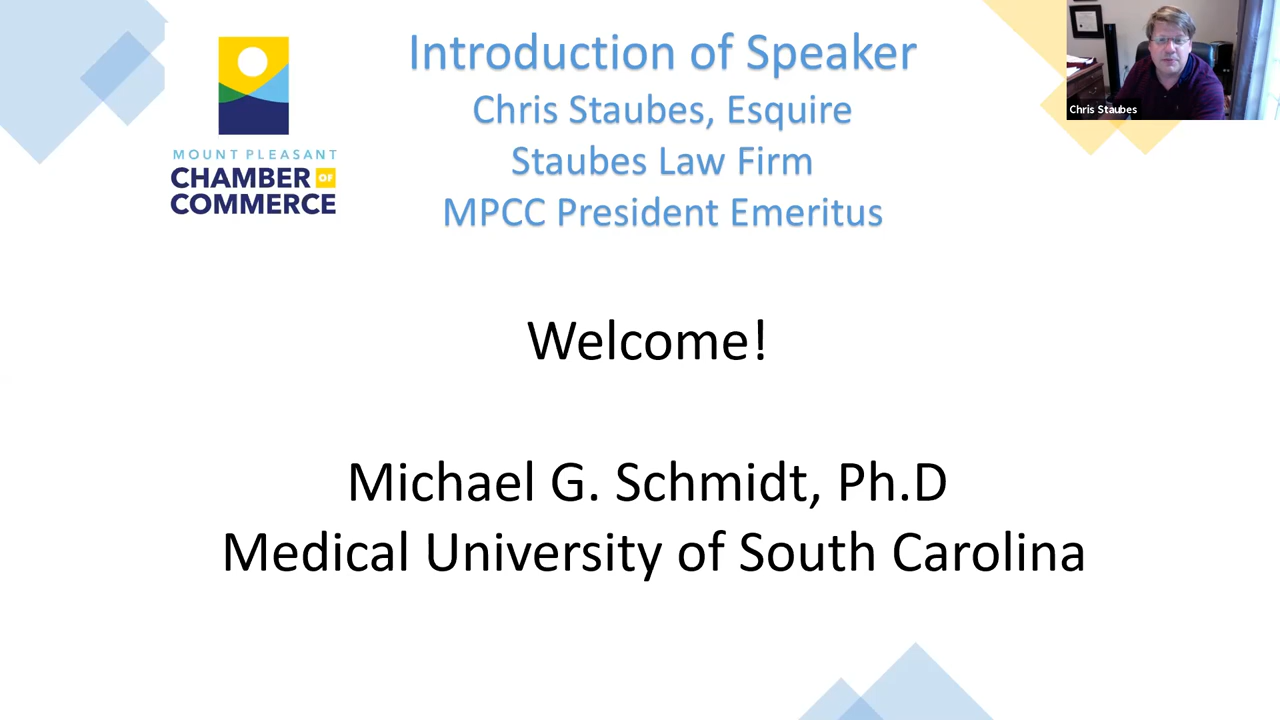 MOUNT PLEASANT
CHAMBER OF
COMMERCE
Introduction of Speaker
Chris Staubes, Esquire
Staubes Law Firm
MPCC President Emeritus
Chris Staubes
Welcome!
Michael G. Schmidt, Ph.D
Medical University of South Carolina